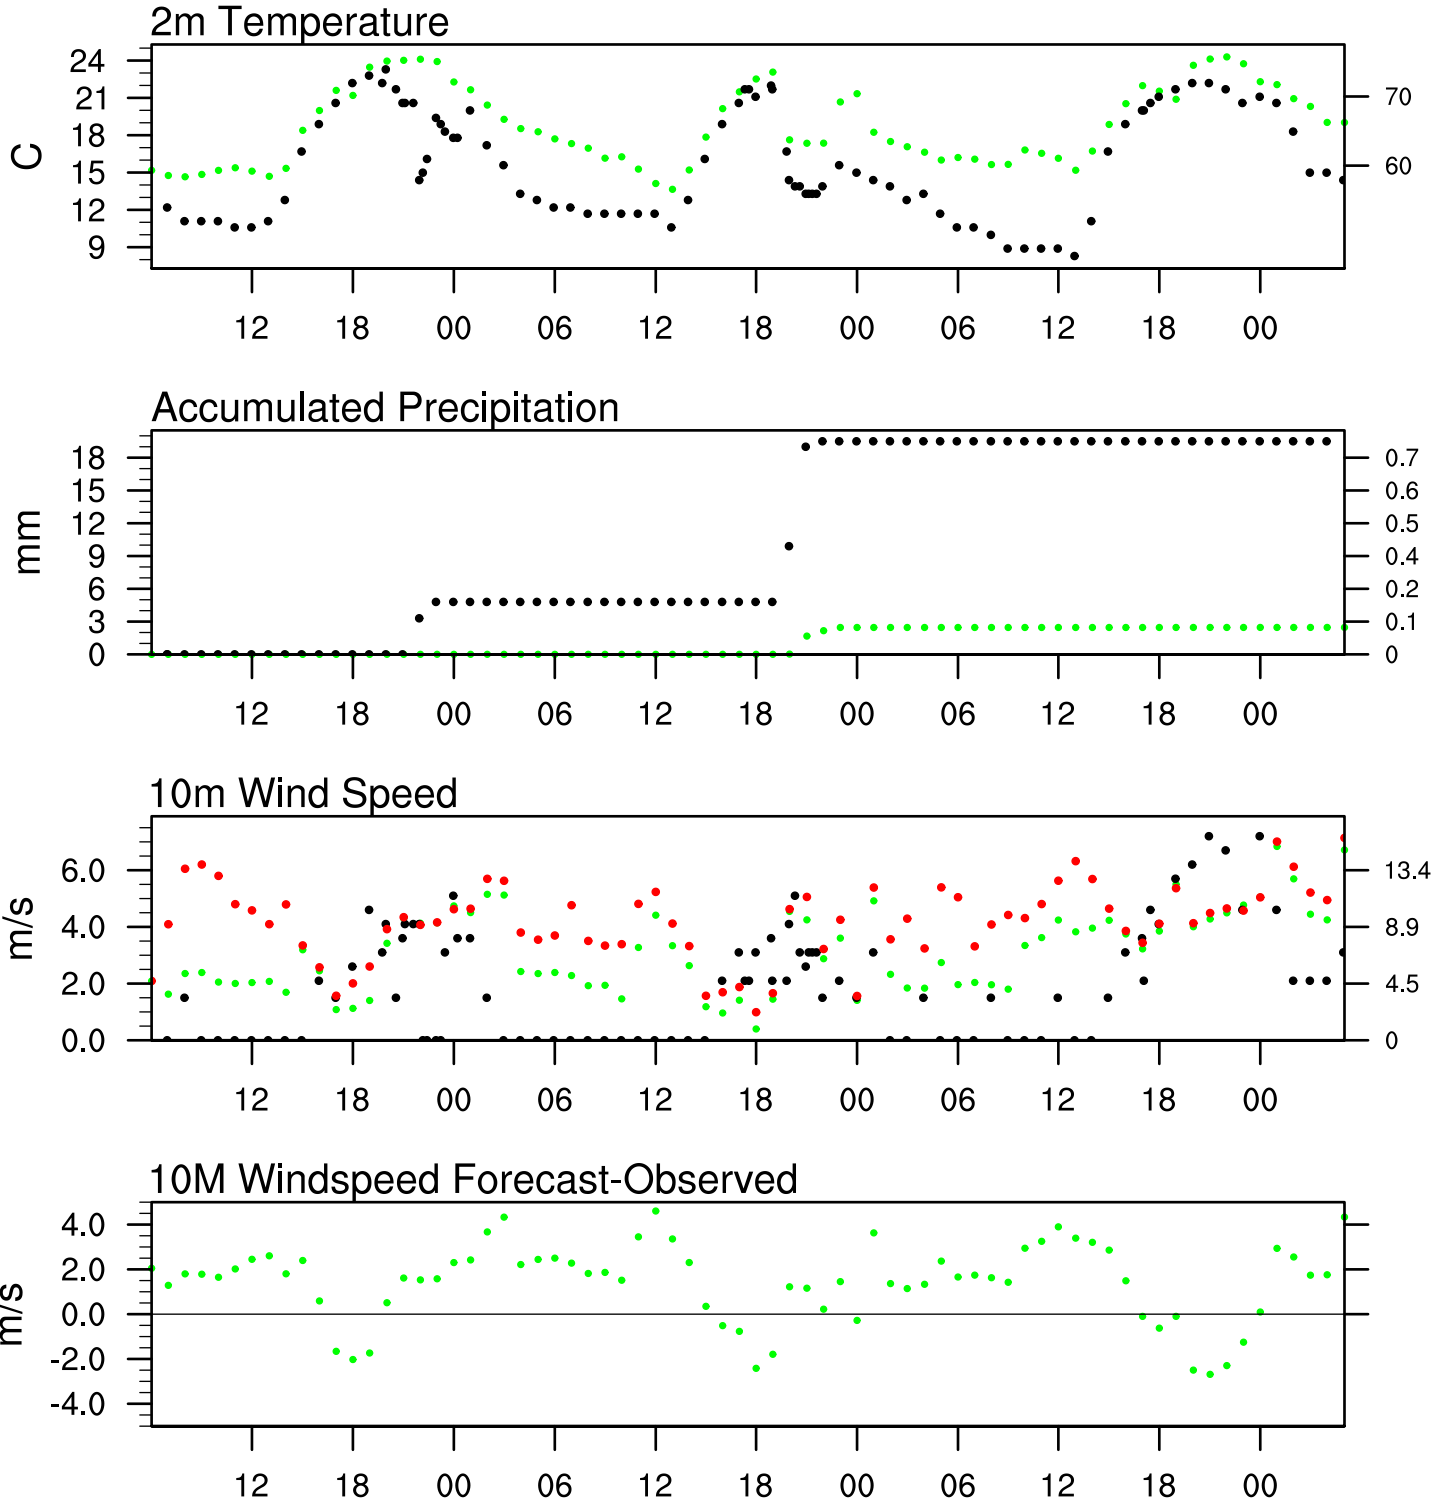 2m Temperature
24
21
18
15
12
9
C
70
60
12 18 00 06 12 18 00 06 12 18 00
Accumulated Precipitation
18
15
12
9
6
3
0
mm
0.7
0.6
0.5
0.4
0.2
0.1
0
12 18 00 06 12 18 00 06 12 18 00
10m Wind Speed
6.0
4.0
2.0
0.0
m/s
13.4
8.9
4.5
0
12 18 00 06 12 18 00 06 12 18 00
10M Windspeed Forecast-Observed
4.0
2.0
0.0
-2.0
-4.0
m/s
12 18 00 06 12 18 00 06 12 18 00